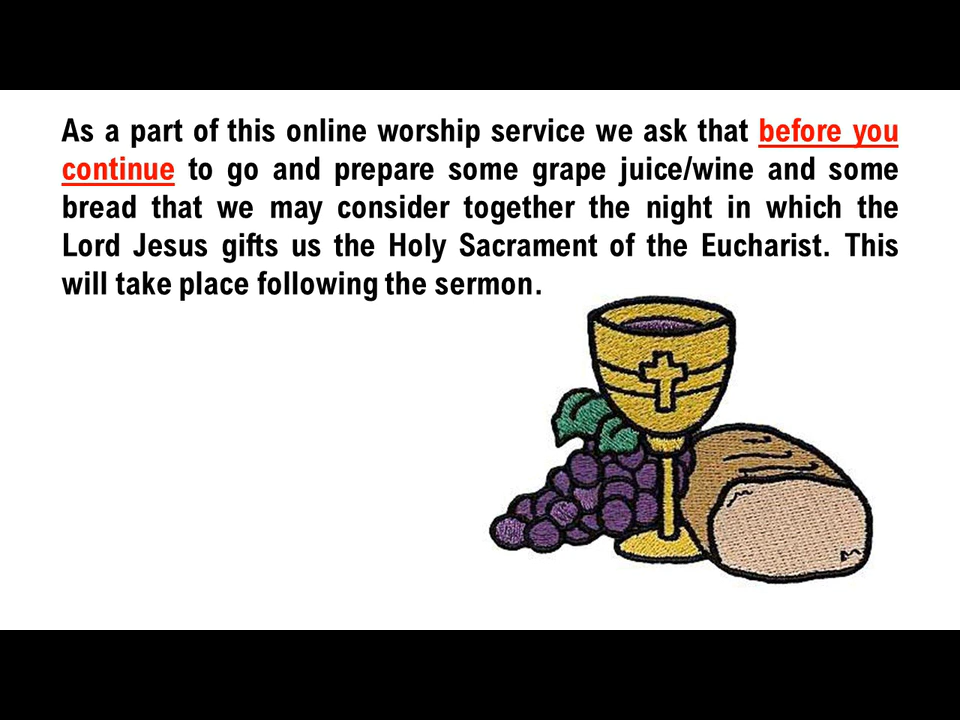 As a part of this online worship service we ask that before you
continue to go and prepare some grape juice/wine and some
bread that we may consider together the night in which the
Lord Jesus gifts us the Holy Sacrament of the Eucharist. This
will take place following the sermon.